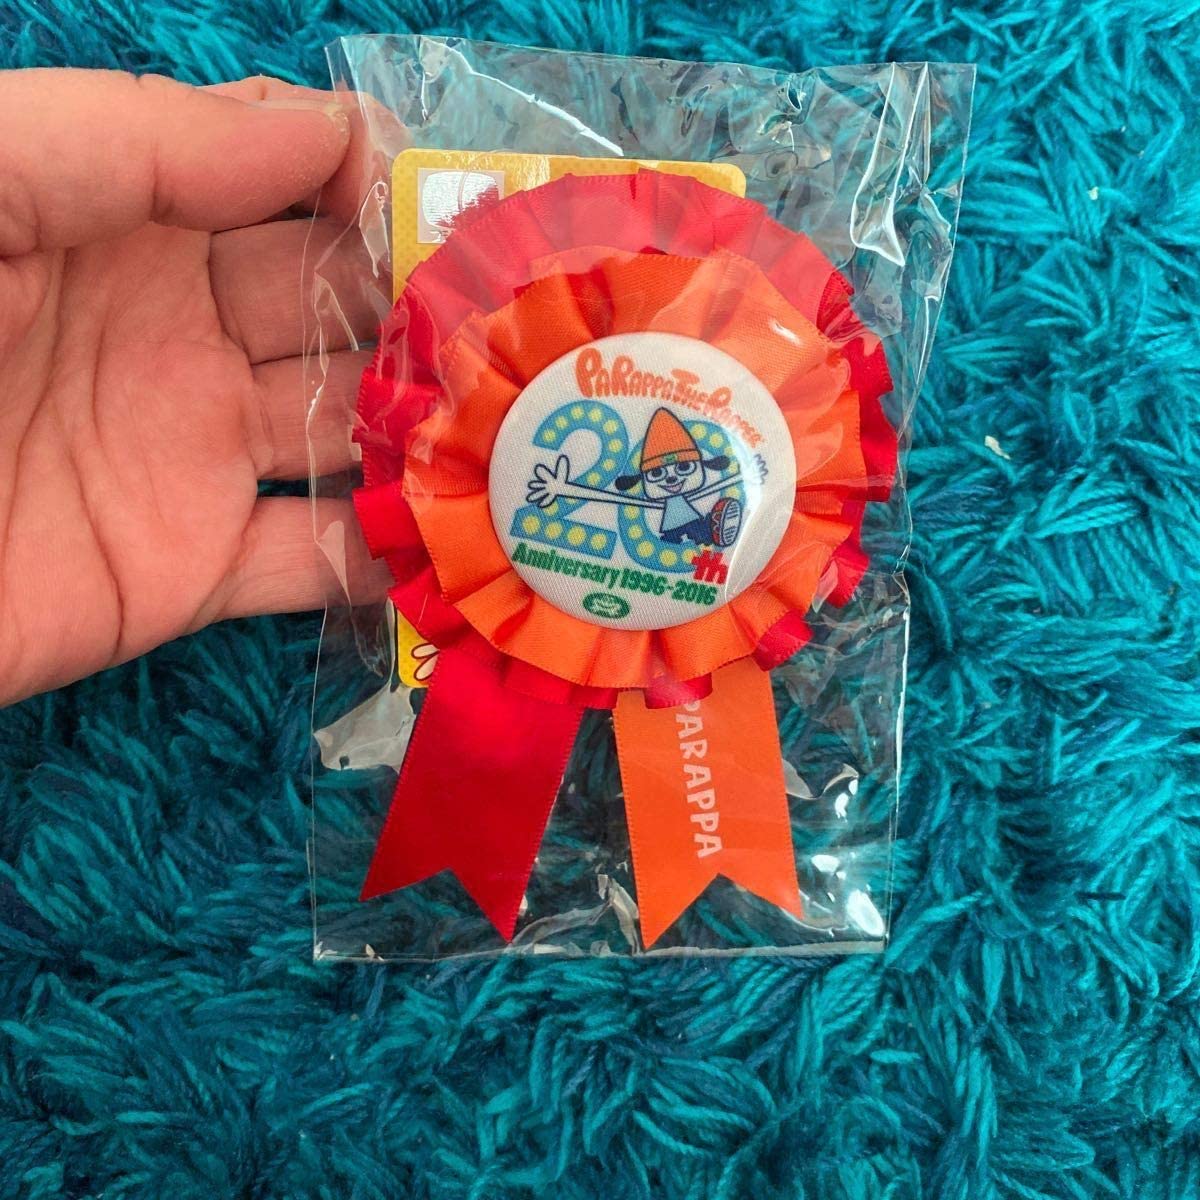 PARAPPA THE RAPPER
20th
Anniversary 1996-2016
PARAPPA